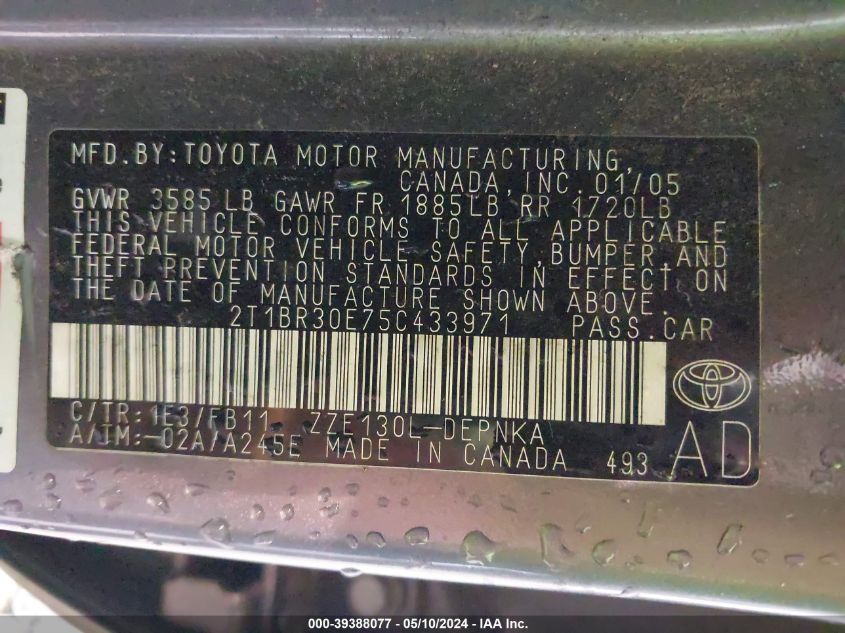 MFD.BY:TOYOTA MOTOR MANUFACTURING,
CANADA,INC.01/05
GVWR 3585LB GAWR FR 1885LB RR 1720LB
THIS VEHICLE CONFORMS TO ALL APPLICABLE
FEDERAL MOTOR VEHICLE SAFETY,BUMPER,AND
THEFT PREVENTION STANDARDS IN EFFECT ON
THE DATE OF MANUFACTURE SHOWN ABOVE.
2T1BR30E75C433971 PASS.CAR
C/TR:1E3/FB11 ZZE130L-DEPNKA
A/TM:-02A/A245E MADE IN CANADA 493 AD
000-39388077 - 05/10/2024 - IAA Inc.